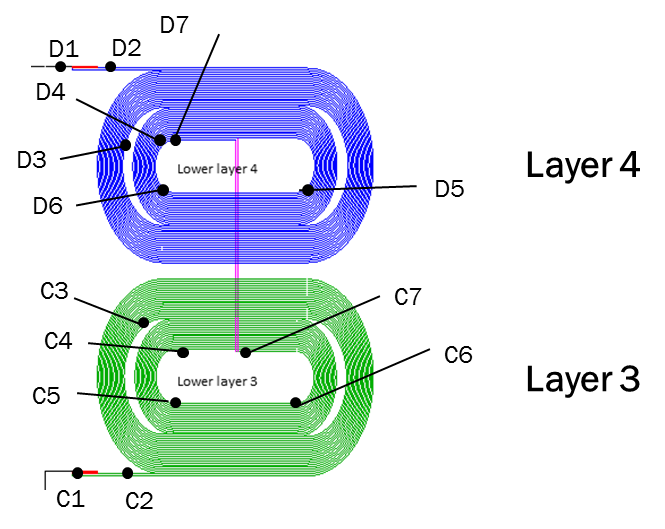 D7
D1
D2
D4
D3
Lower layer 4
Layer 4
D6
D5
C3
C7
C4
C6
Lower layer 3
Layer 3
C5
C1
C2